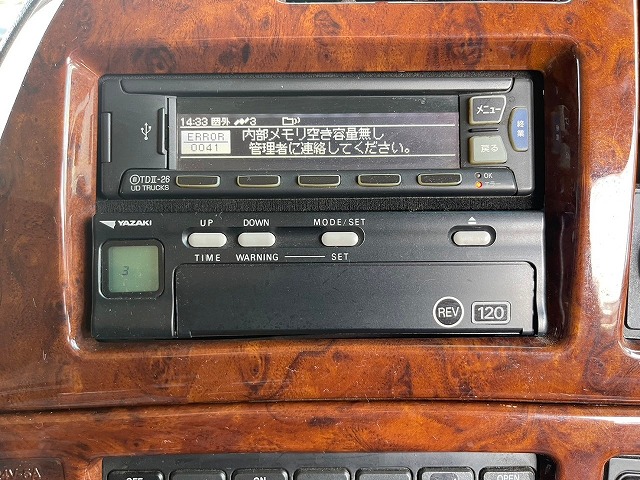 14:33 圏外 3
ERROR 0041
内部メモリ空き容量無し
管理者に連絡してください。
メニュー
戻る
終業
TDⅡ-26
UD TRUCKS
OK
YAZAKI
UP DOWN MODE/SET
TIME WARNING SET
3
REV 120
OFF ON OPEN